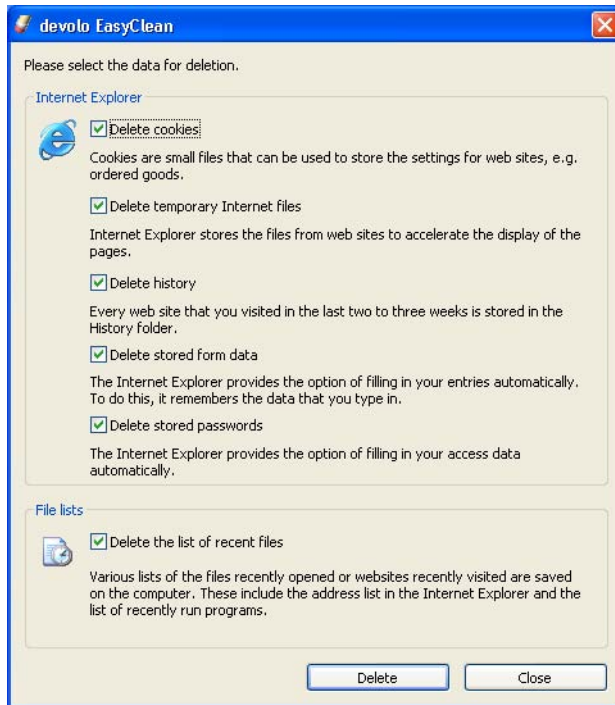 devolo EasyClean
Please select the data for deletion.
Internet Explorer
Delete cookies
Cookies are small files that can be used to store the settings for web sites, e.g.
ordered goods.
Delete temporary Internet files
Internet Explorer stores the files from web sites to accelerate the display of the
pages.
Delete history
Every web site that you visited in the last two to three weeks is stored in the
History folder.
Delete stored form data
The Internet Explorer provides the option of filling in your entries automatically.
To do this, it remembers the data that you type in.
Delete stored passwords
The Internet Explorer provides the option of filling in your access data
automatically.
File lists
Delete the list of recent files
Various lists of the files recently opened or websites recently visited are saved
on the computer. These include the address list in the Internet Explorer and the
list of recently run programs.
Delete
Close